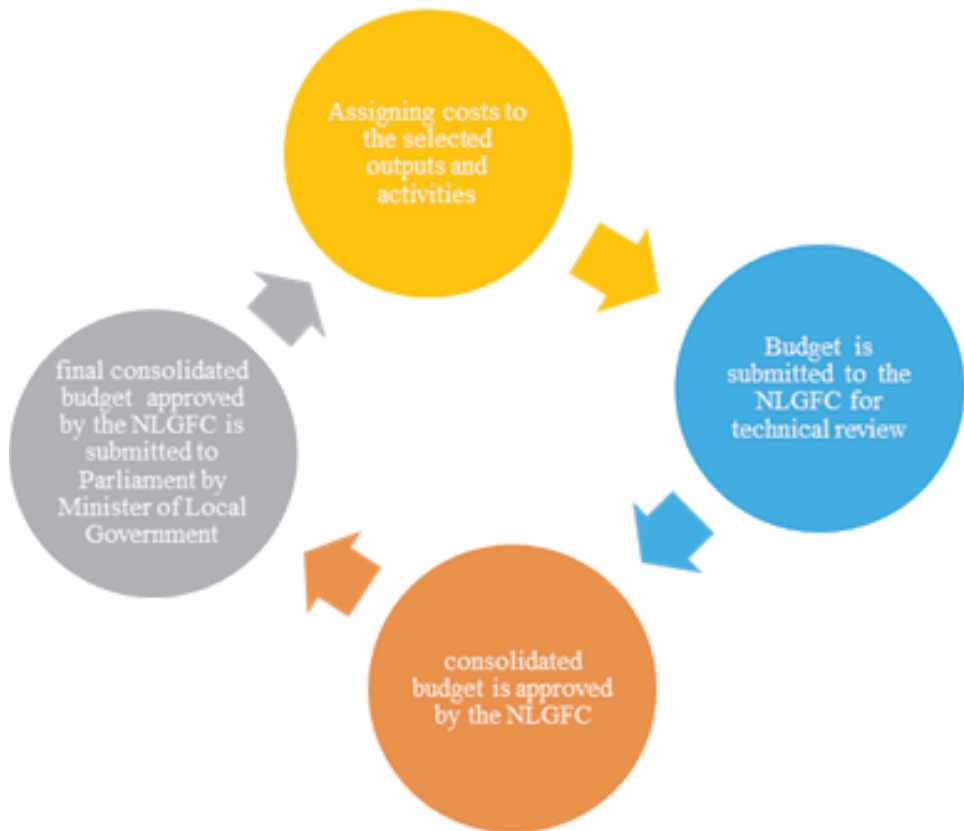 Assigning costs to
the selected
outputs and
activities
Budget is
submitted to the
NLGFC for
technical review
consolidated
budget is approved
by the NLGFC
final consolidated
budget approved
by the NLGFC is
submitted to
Parliament by
Minister of Local
Government